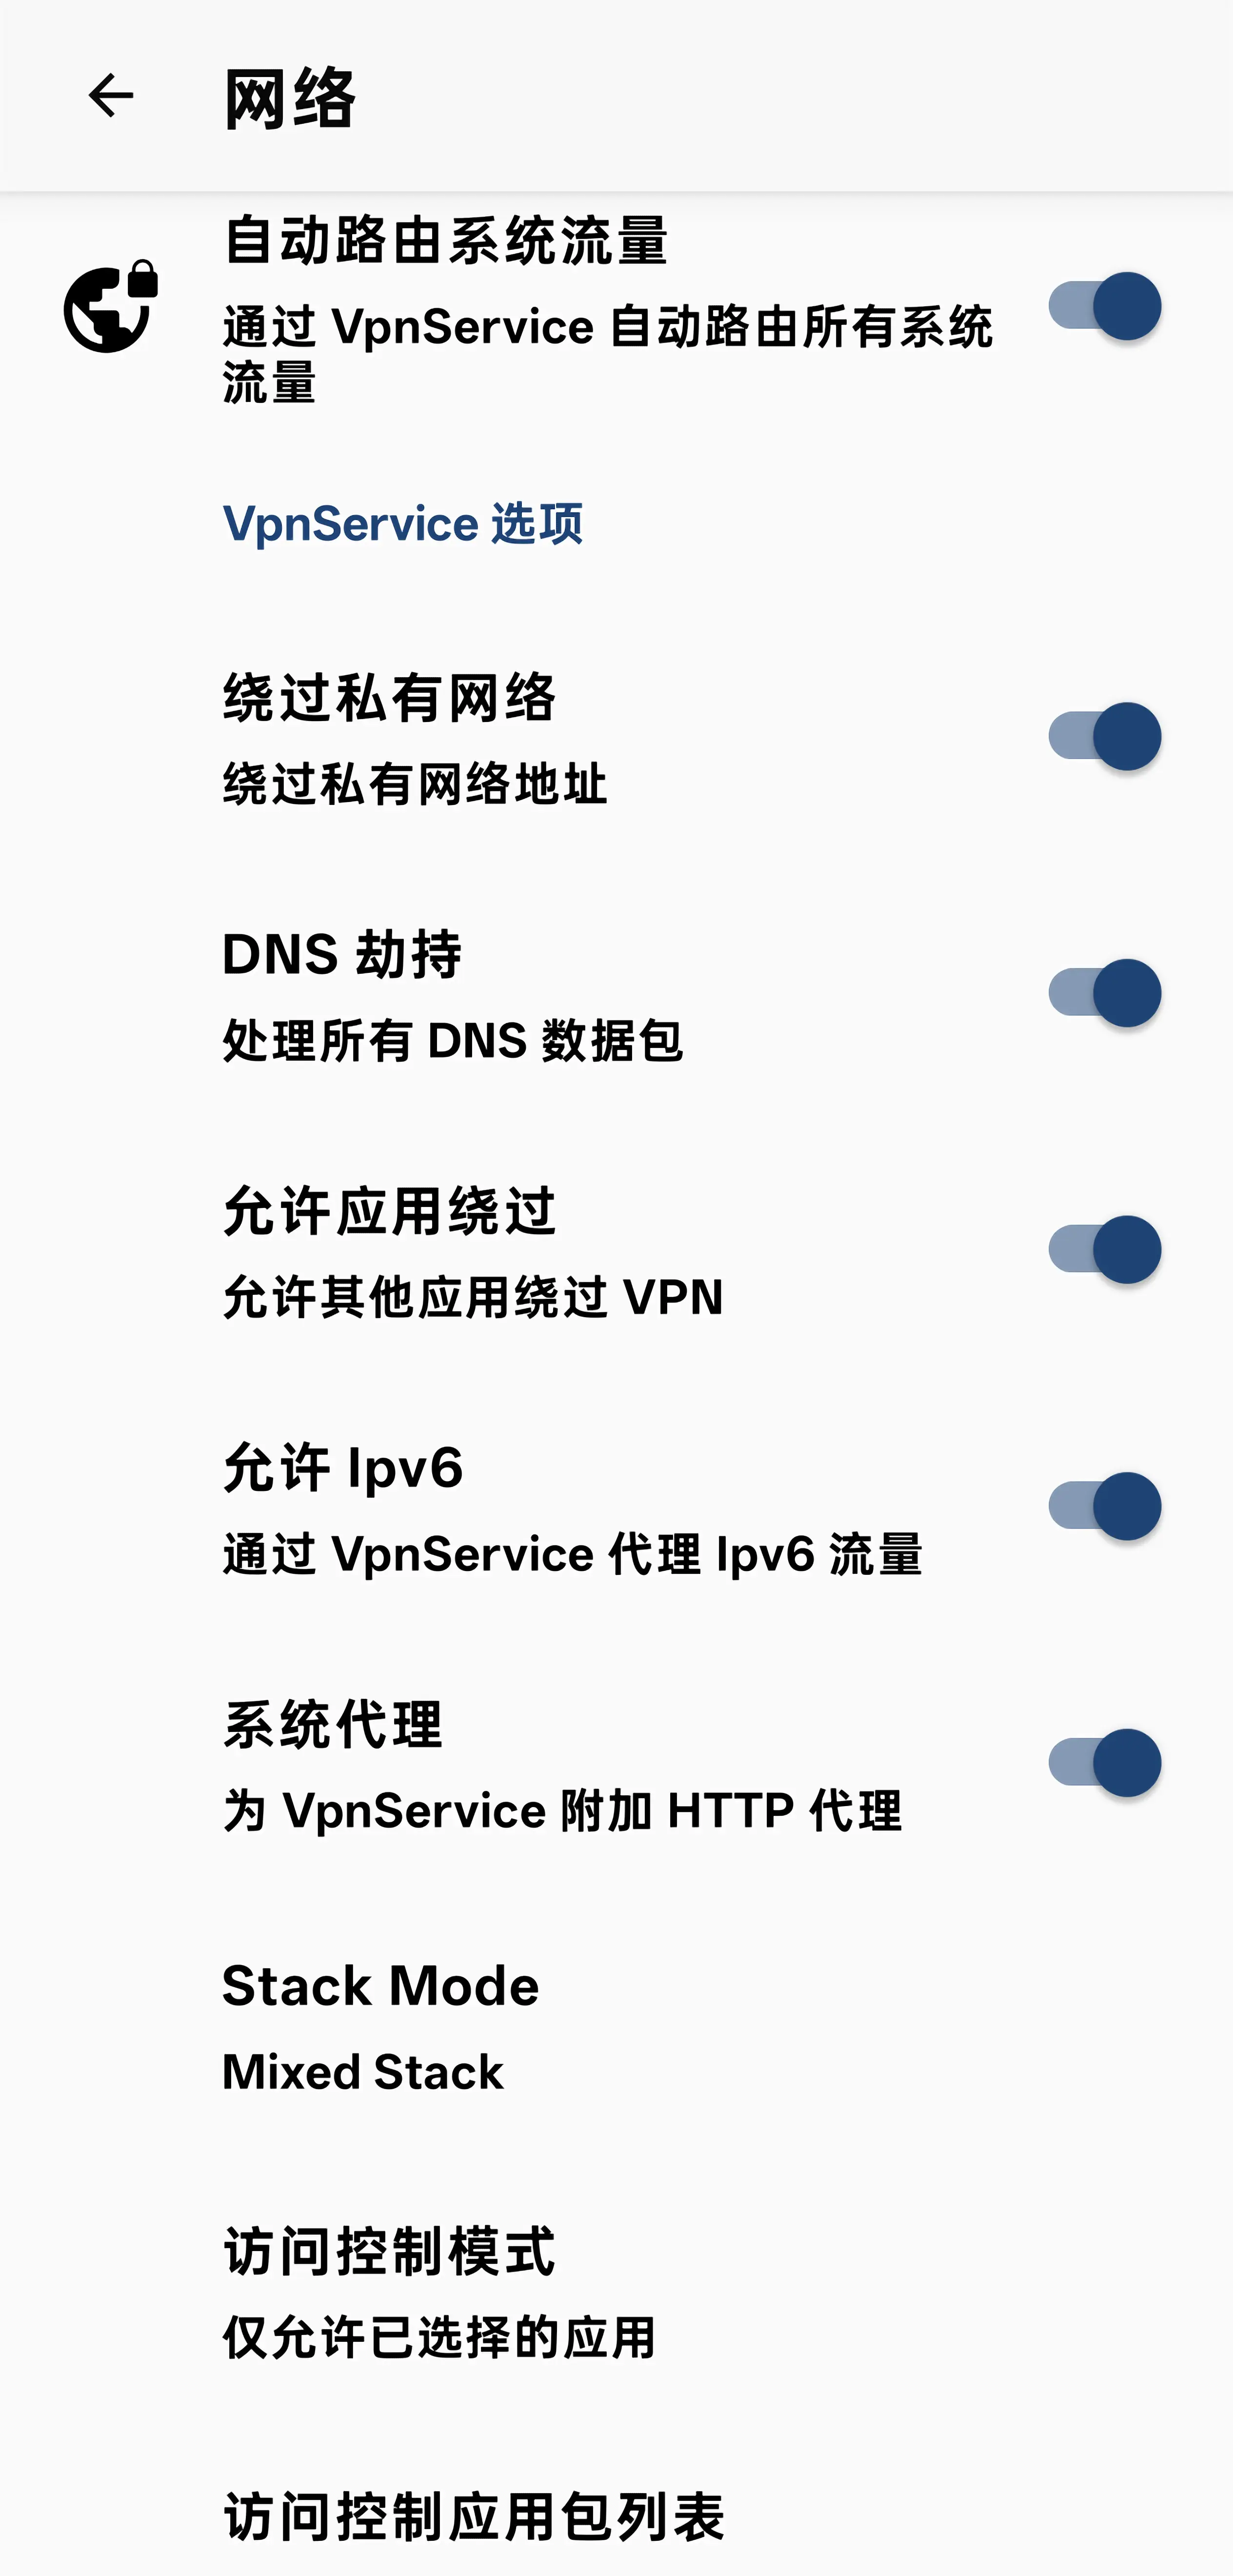 网络
自动路由系统流量
通过 VpnService 自动路由所有系统
流量
VpnService 选项
绕过私有网络
绕过私有网络地址
DNS 劫持
处理所有 DNS 数据包
允许应用绕过
允许其他应用绕过 VPN
允许 Ipv6
通过 VpnService 代理 Ipv6 流量
系统代理
为 VpnService 附加 HTTP 代理
Stack Mode
Mixed Stack
访问控制模式
仅允许已选择的应用
访问控制应用包列表